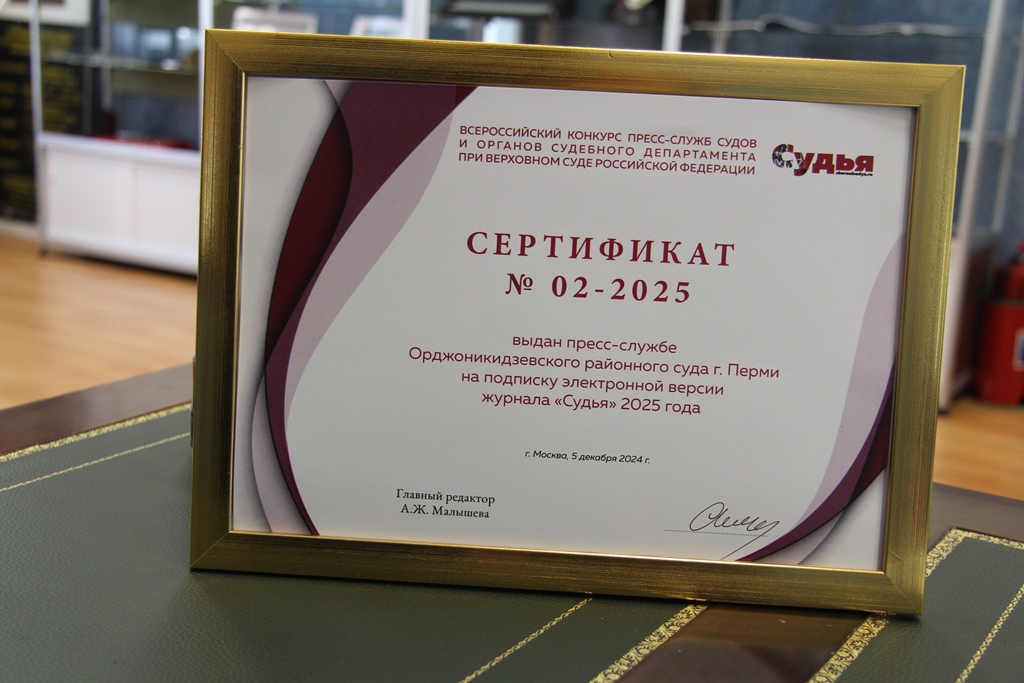 ВСЕРОССИЙСКИЙ КОНКУРС ПРЕСС-СЛУЖБ СУДОВ
И ОРГАНОВ СУДЕБНОГО ДЕПАРТАМЕНТА
ПРИ ВЕРХОВНОМ СУДЕ РОССИЙСКОЙ ФЕДЕРАЦИИ
Судья
СЕРТИФИКАТ
№ 02-2025
выдан пресс-службе
Орджоникидзевского районного суда г. Перми
на подписку электронной версии
журнала «Судья» 2025 года
г. Москва, 5 декабря 2024 г.
Главный редактор
А.Ж. Малышева